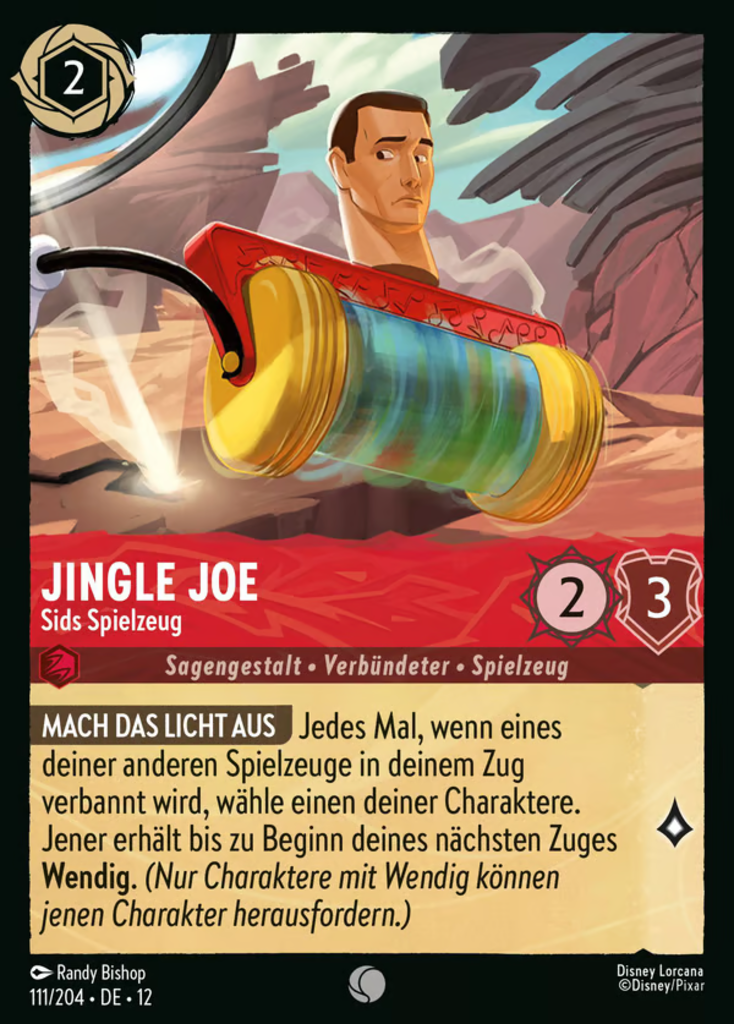 2
JINGLE JOE
Sids Spielzeug
2
3
Sagengestalt • Verbündeter • Spielzeug
MACH DAS LICHT AUS Jedes Mal, wenn eines
deiner anderen Spielzeuge in deinem Zug
verbannt wird, wähle einen deiner Charaktere.
Jener erhält bis zu Beginn deines nächsten Zuges
Wendig. (Nur Charaktere mit Wendig können
jenen Charakter herausfordern.)
Randy Bishop
111/204 • DE • 12
Disney Lorcana
©Disney/Pixar